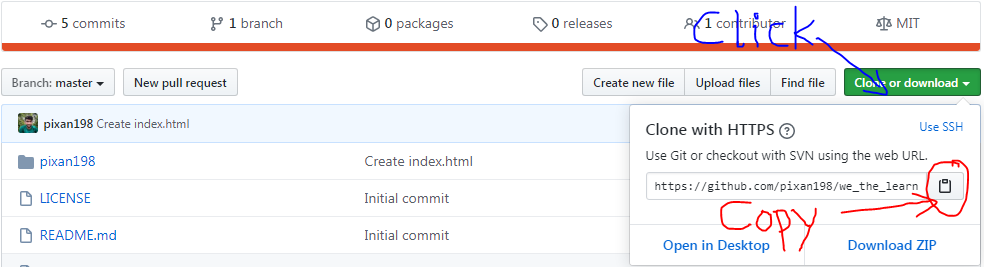 5 commits 1 branch 0 packages 0 releases 1 contributor MIT
Click
Branch: master New pull request Create new file Upload files Find file Clone or download
pixan198 Create index.html
pixan198 Create index.html
LICENSE Initial commit
README.md Initial commit
Clone with HTTPS ? Use SSH
Use Git or checkout with SVN using the web URL.
https://github.com/pixan198/we_the_learn
Copy
Open in Desktop Download ZIP